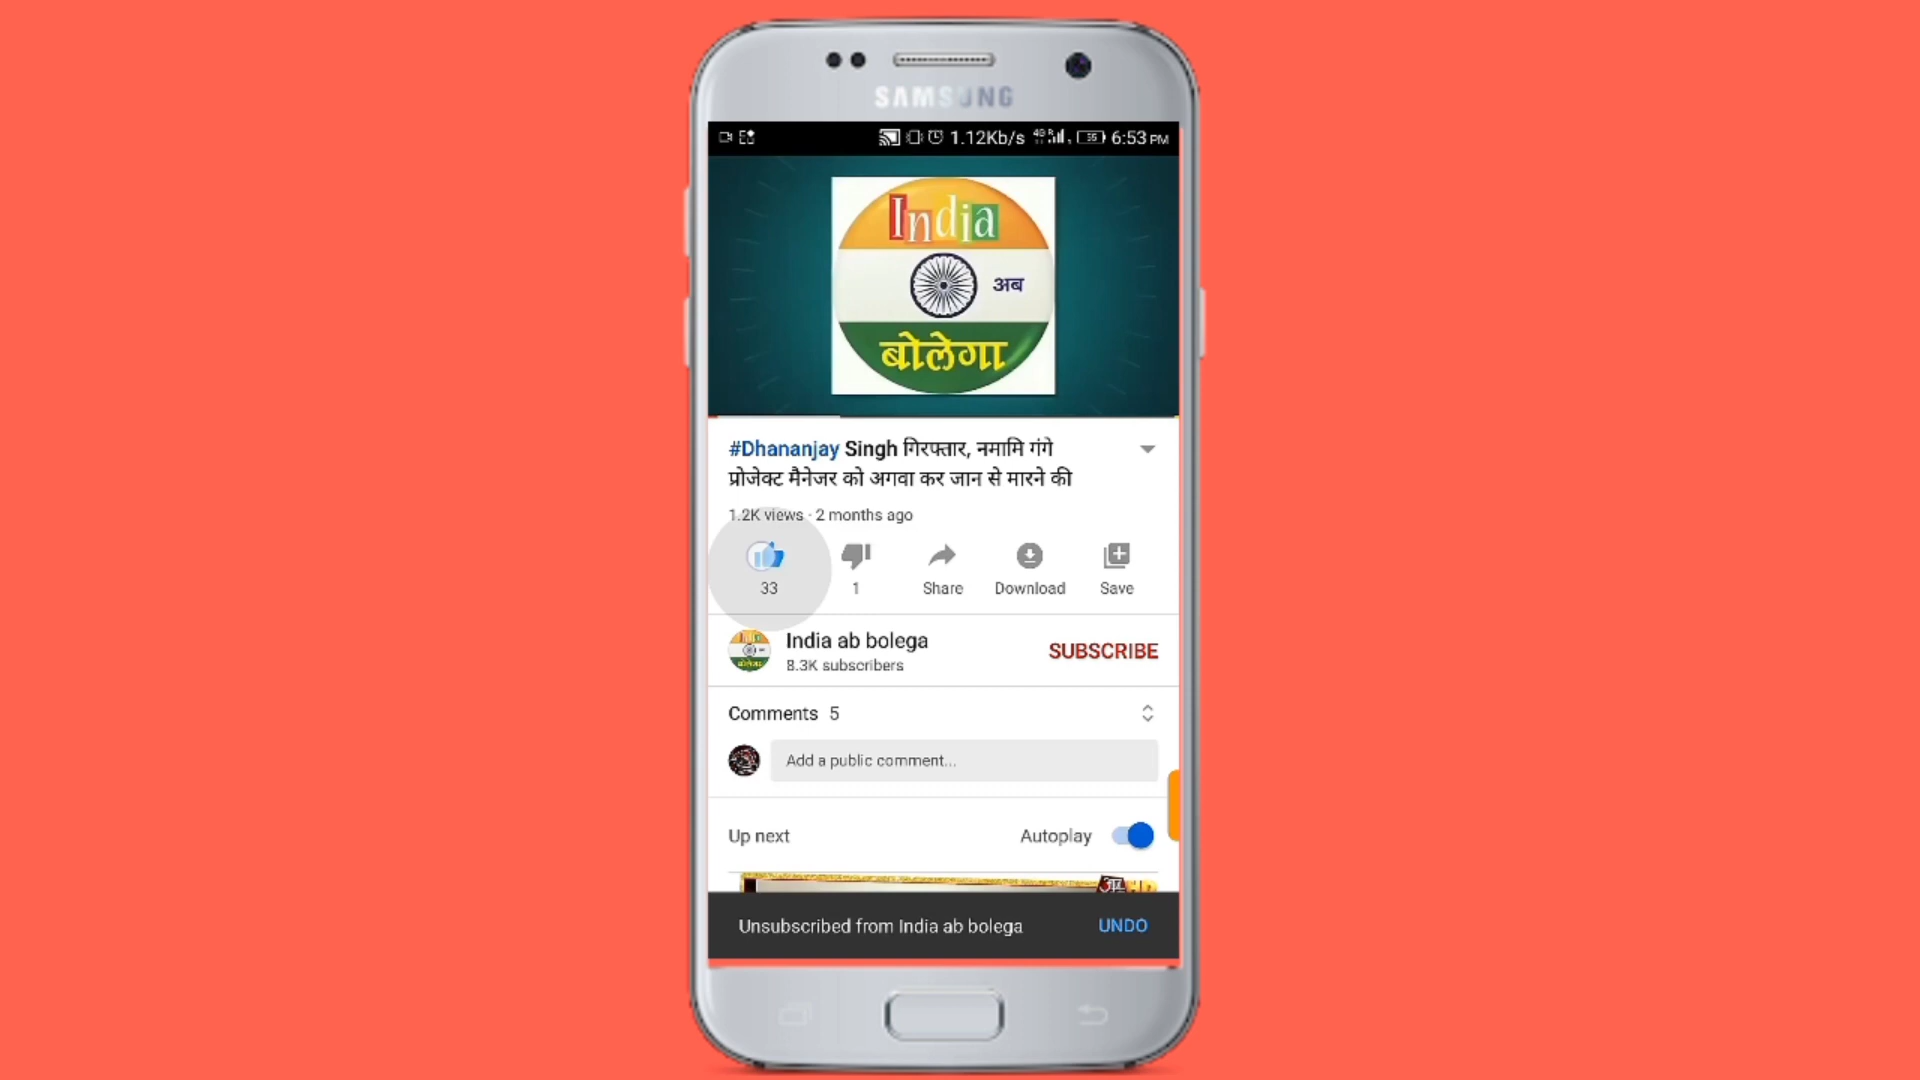 SAMSUNG
1.12Kb/s 4G R 55 6:53 PM
India
अब
बोलेगा
#Dhananjay Singh गिरफ्तार, नमामि गंगे
प्रोजेक्ट मैनेजर को अगवा कर जान से मारने की
1.2K views · 2 months ago
33 1 Share Download Save
India ab bolega SUBSCRIBE
8.3K subscribers
Comments 5
Add a public comment...
Up next Autoplay
Unsubscribed from India ab bolega UNDO